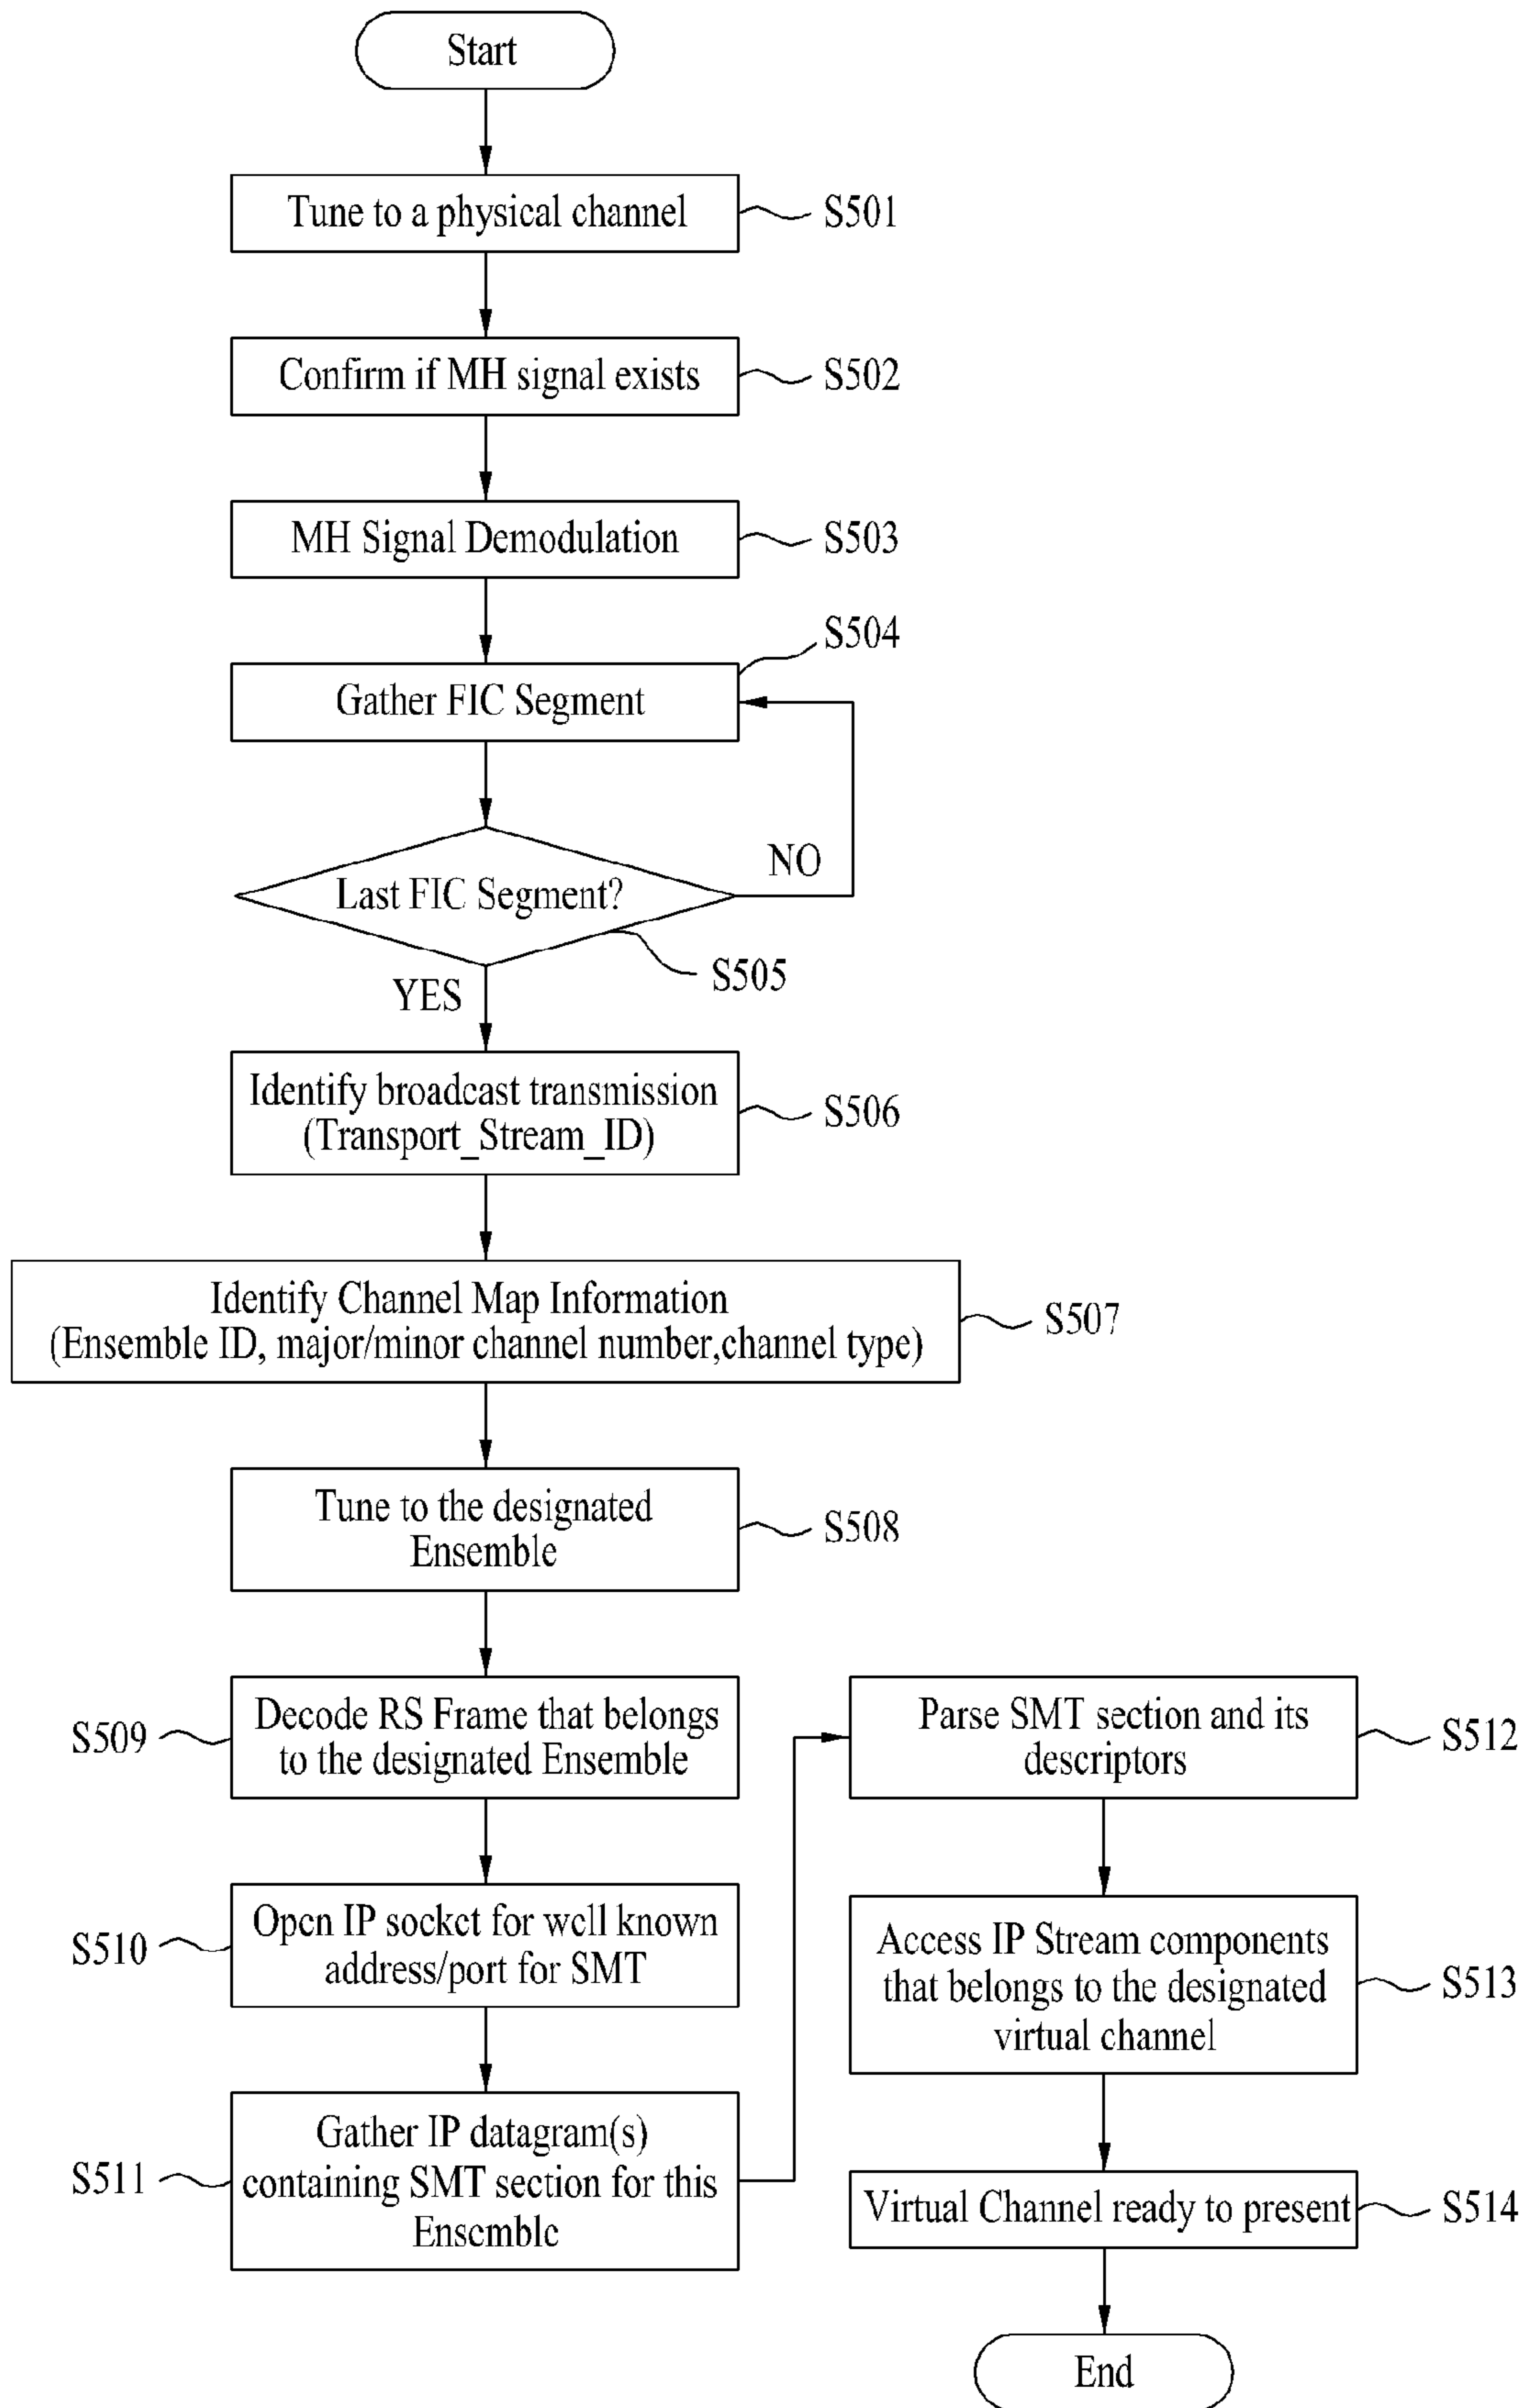 Start
Tune to a physical channel
S501
Confirm if MH signal exists
S502
MH Signal Demodulation
S503
S504
Gather FIC Segment
NO
Last FIC Segment?
S505
YES
Identify broadcast transmission
(Transport_Stream_ID)
S506
Identify Channel Map Information
(Ensemble ID, major/minor channel number,channel type)
S507
Tune to the designated
Ensemble
S508
S509
Decode RS Frame that belongs
to the designated Ensemble
S510
Open IP socket for well known
address/port for SMT
S511
Gather IP datagram(s)
containing SMT section for this
Ensemble
Parse SMT section and its
descriptors
S512
Access IP Stream components
that belongs to the designated
virtual channel
S513
Virtual Channel ready to present
S514
End